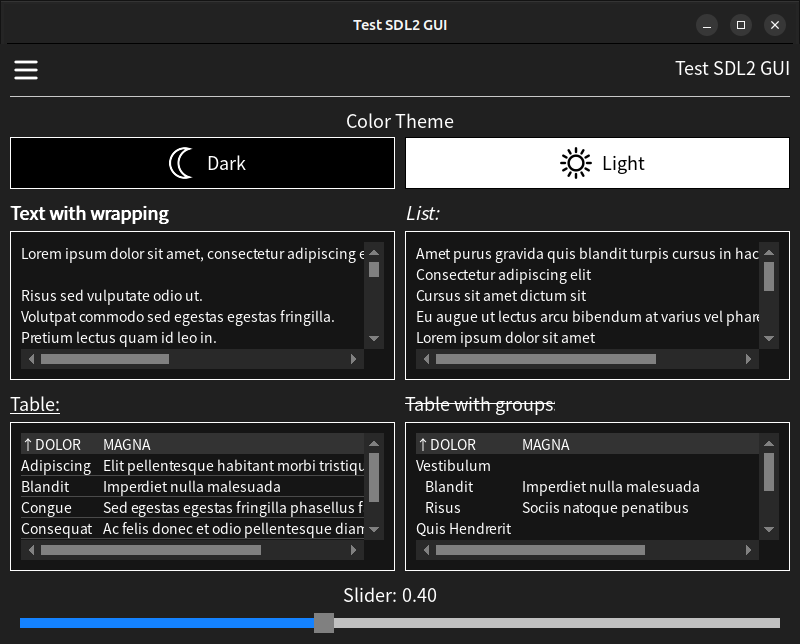 Test SDL2 GUI
Test SDL2 GUI
Color Theme
Dark
Light
Text with wrapping
Lorem ipsum dolor sit amet, consectetur adipiscing e
Risus sed vulputate odio ut.
Volutpat commodo sed egestas egestas fringilla.
Pretium lectus quam id leo in.
List:
Amet purus gravida quis blandit turpis cursus in hac
Consectetur adipiscing elit
Cursus sit amet dictum sit
Eu augue ut lectus arcu bibendum at varius vel phare
Lorem ipsum dolor sit amet
Table:
↑ DOLOR MAGNA
Adipiscing Elit pellentesque habitant morbi tristiqu
Blandit Imperdiet nulla malesuada
Congue Sed egestas egestas fringilla phasellus f
Consequat Ac felis donec et odio pellentesque diam
Table with groups:
↑ DOLOR MAGNA
Vestibulum
Blandit Imperdiet nulla malesuada
Risus Sociis natoque penatibus
Quis Hendrerit
Slider: 0.40